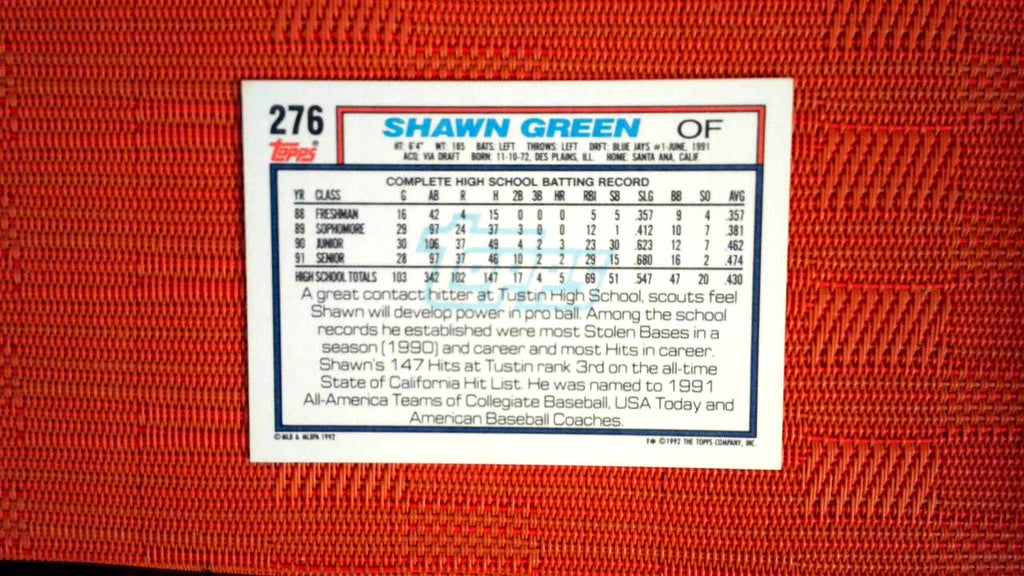 276
SHAWN GREEN OF
Topps®
HT: 6'4" WT: 185 BATS: LEFT THROWS: LEFT DRFT: BLUE JAYS #1-JUNE, 1991
ACQ: VIA DRAFT BORN: 11-10-72, DES PLAINS, ILL. HOME: SANTA ANA, CALIF
COMPLETE HIGH SCHOOL BATTING RECORD
YR CLASS G AB R H 2B 3B HR RBI SB SLG BB SO AVG
88 FRESHMAN 16 42 4 15 0 0 0 5 5 .357 9 4 .357
89 SOPHOMORE 29 97 24 37 3 0 0 12 1 .412 10 7 .381
90 JUNIOR 30 106 37 49 4 2 3 23 30 .623 12 7 .462
91 SENIOR 28 97 37 46 10 2 2 29 15 .680 16 2 .474
HIGH SCHOOL TOTALS 103 342 102 147 17 4 5 69 51 .547 47 20 .430
A great contact hitter at Tustin High School, scouts feel
Shawn will develop power in pro ball. Among the school
records he established were most Stolen Bases in a
season (1990) and career and most Hits in career.
Shawn's 147 Hits at Tustin rank 3rd on the all-time
State of California Hit List. He was named to 1991
All-America Teams of Collegiate Baseball, USA Today and
American Baseball Coaches.
© MLB & MLBPA 1992
F✱ © 1992 THE TOPPS COMPANY, INC.